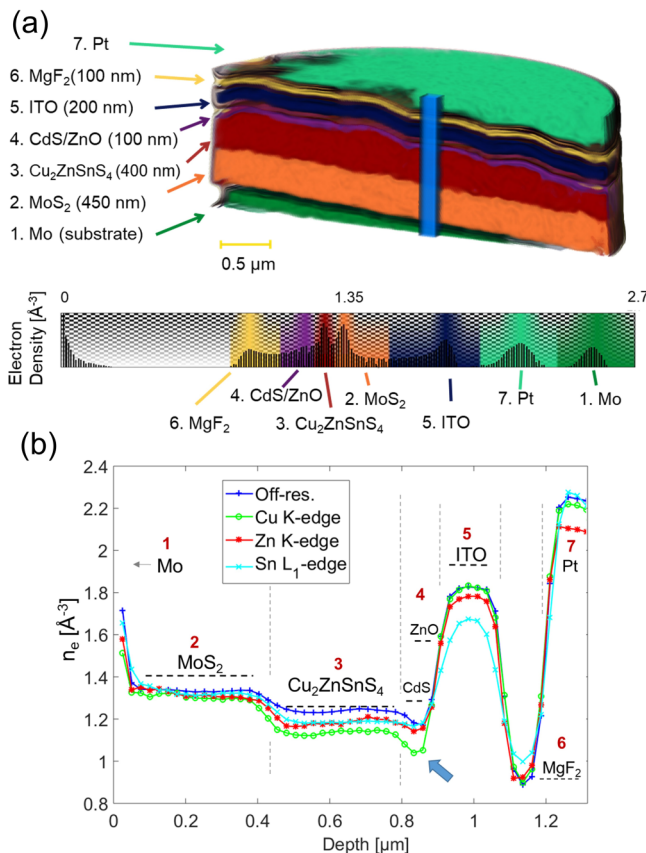 (a)
7. Pt
6. MgF₂(100 nm)
5. ITO (200 nm)
4. CdS/ZnO (100 nm)
3. Cu₂ZnSnS₄ (400 nm)
2. MoS₂ (450 nm)
1. Mo (substrate)
0.5 µm
0 1.35 2.7
Electron
Density [Å⁻³]
6. MgF₂
4. CdS/ZnO
3. Cu₂ZnSnS₄
2. MoS₂
5. ITO
7. Pt
1. Mo
(b)
nₑ [Å⁻³]
2.4
2.2
2
1.8
1.6
1.4
1.2
1
0.8
Off-res.
Cu K-edge
Zn K-edge
Sn L₁-edge
1
Mo
2
MoS₂
3
Cu₂ZnSnS₄
4
ZnO
CdS
5
ITO
7
Pt
6
MgF₂
0 0.2 0.4 0.6 0.8 1 1.2
Depth [µm]